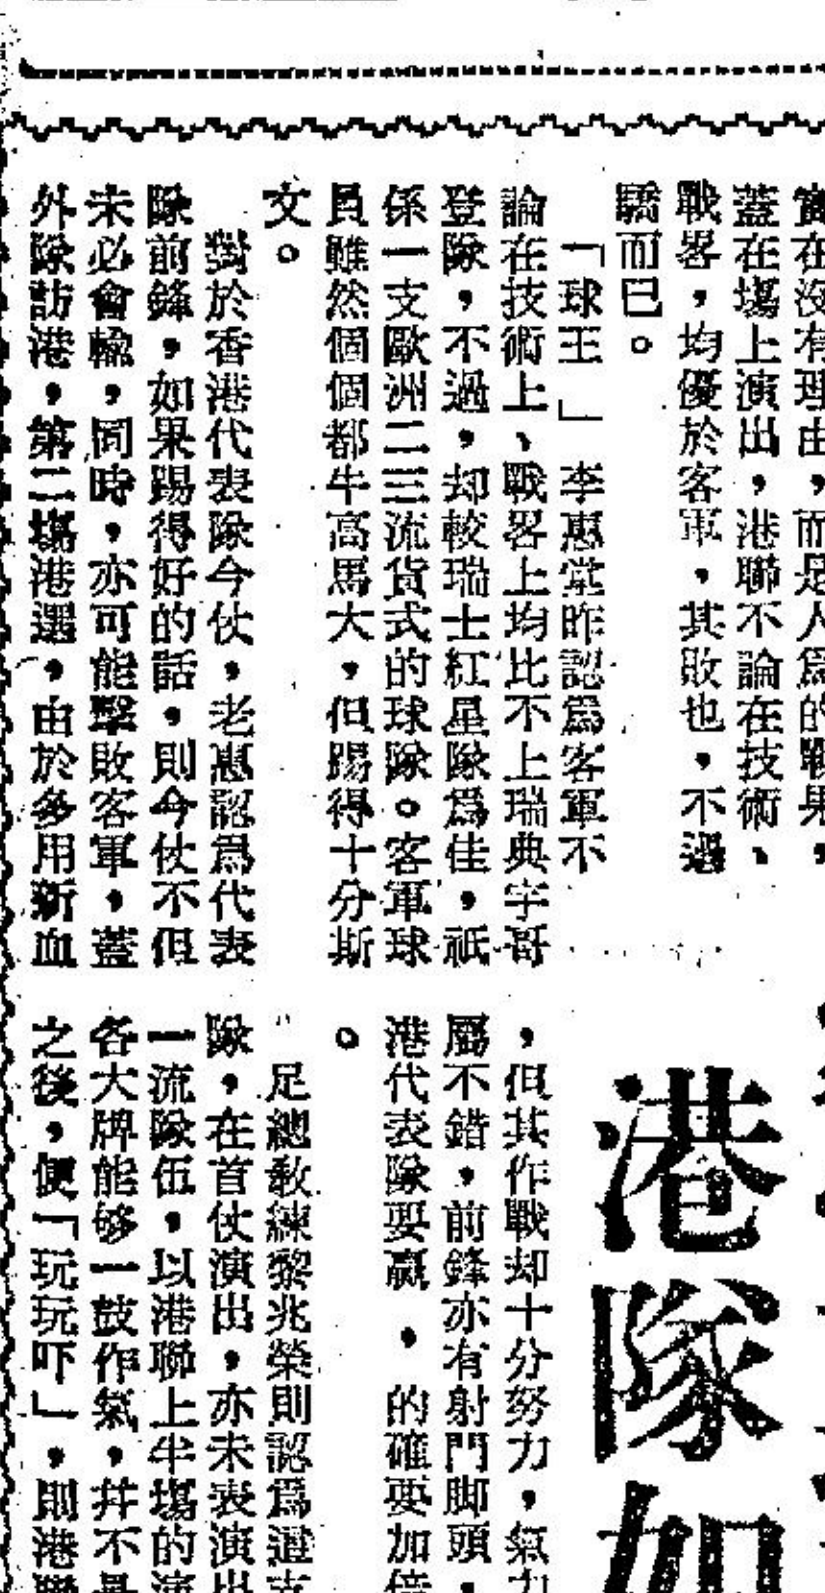 實在沒有理由，而是人爲的戰果，
蓋在塲上演出，港聯不論在技術、
戰畧，均優於客軍，其敗也，不過
驕而已。
「球王」李惠堂昨認爲客軍不
論在技術上、戰畧上均比不上瑞典宇哥
登隊，不過，却較瑞士紅星隊爲佳，祗
係一支歐洲二三流貨式的球隊。客軍球
員雖然個個都牛高馬大，但踢得十分斯
文。
對於香港代表隊今仗，老惠認爲代表
隊前鋒，如果踢得好的話，則今仗不但
未必會輸，同時，亦可能擊敗客軍，蓋
外隊訪港，第二塲港選，由於多用新血
港隊如
，但其作戰却十分努力，氣力
屬不錯，前鋒亦有射門脚頭，
港代表隊要贏，的確要加倍
。
足總敎練黎兆榮則認爲這支
隊，在首仗演出，亦未表演出
一流隊伍，以港聯上半塲的演
各大牌能够一鼓作氣，幷不是
之後，便「玩玩吓」，則港聯